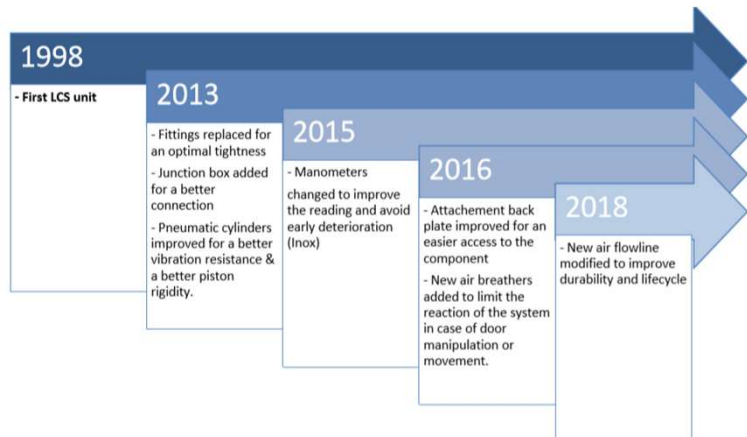 1998
- First LCS unit
2013
- Fittings replaced for
an optimal tightness
- Junction box added
for a better
connection
- Pneumatic cylinders
improved for a better
vibration resistance &
a better piston
rigidity.
2015
- Manometers
changed to improve
the reading and avoid
early deterioration
(Inox)
2016
- Attachement back
plate improved for an
easier access to the
component
- New air breathers
added to limit the
reaction of the system
in case of door
manipulation or
movement.
2018
- New air flowline
modified to improve
durability and lifecycle